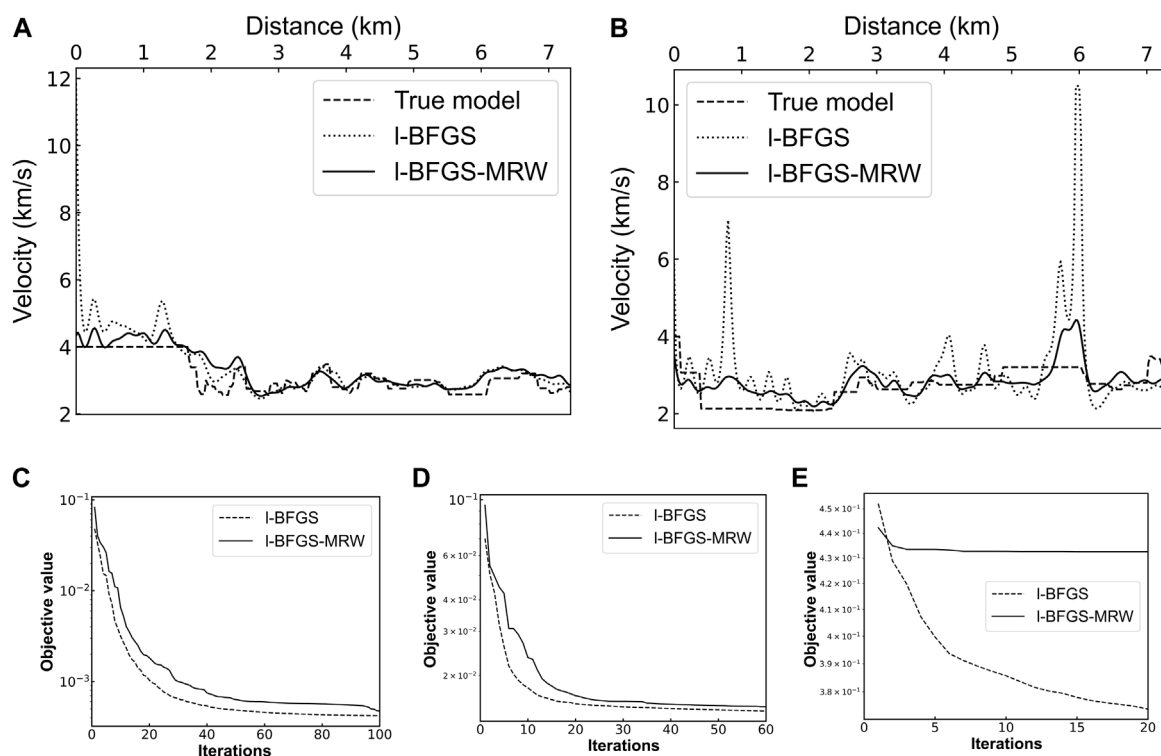 A
Distance (km)
0 1 2 3 4 5 6 7
12
10
8
6
4
2
Velocity (km/s)
True model
l-BFGS
l-BFGS-MRW
B
Distance (km)
0 1 2 3 4 5 6 7
10
8
6
4
2
Velocity (km/s)
True model
l-BFGS
l-BFGS-MRW
C
10⁻¹
10⁻²
10⁻³
Objective value
l-BFGS
l-BFGS-MRW
0 20 40 60 80 100
Iterations
D
10⁻¹
6 × 10⁻²
4 × 10⁻²
3 × 10⁻²
2 × 10⁻²
Objective value
l-BFGS
l-BFGS-MRW
0 10 20 30 40 50 60
Iterations
E
4.5 × 10⁻¹
4.4 × 10⁻¹
4.3 × 10⁻¹
4.2 × 10⁻¹
4.1 × 10⁻¹
4 × 10⁻¹
3.9 × 10⁻¹
3.8 × 10⁻¹
Objective value
l-BFGS
l-BFGS-MRW
0 5 10 15 20
Iterations